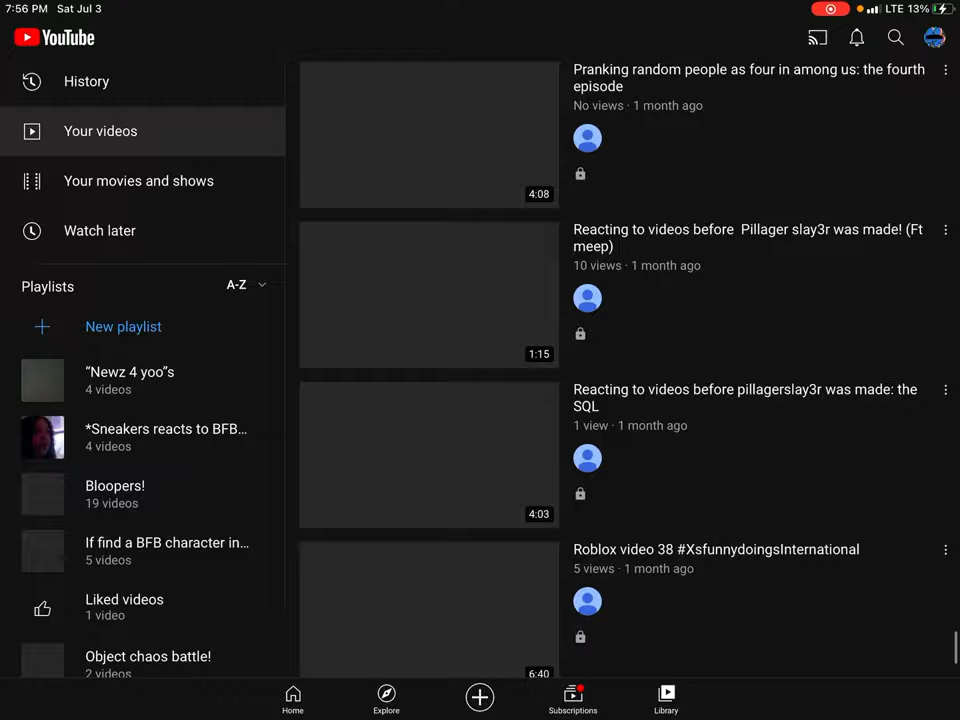 7:56 PM Sat Jul 3
LTE 13%
YouTube
History
Your videos
Your movies and shows
Watch later
Playlists
A-Z
New playlist
“Newz 4 yoo”s
4 videos
*Sneakers reacts to BFB...
4 videos
Bloopers!
19 videos
If find a BFB character in...
5 videos
Liked videos
1 video
Object chaos battle!
2 videos
Pranking random people as four in among us: the fourth
episode
No views · 1 month ago
4:08
Reacting to videos before Pillager slay3r was made! (Ft
meep)
10 views · 1 month ago
1:15
Reacting to videos before pillagerslay3r was made: the
SQL
1 view · 1 month ago
4:03
Roblox video 38 #XsfunnydoingsInternational
5 views · 1 month ago
6:40
Home
Explore
Subscriptions
Library